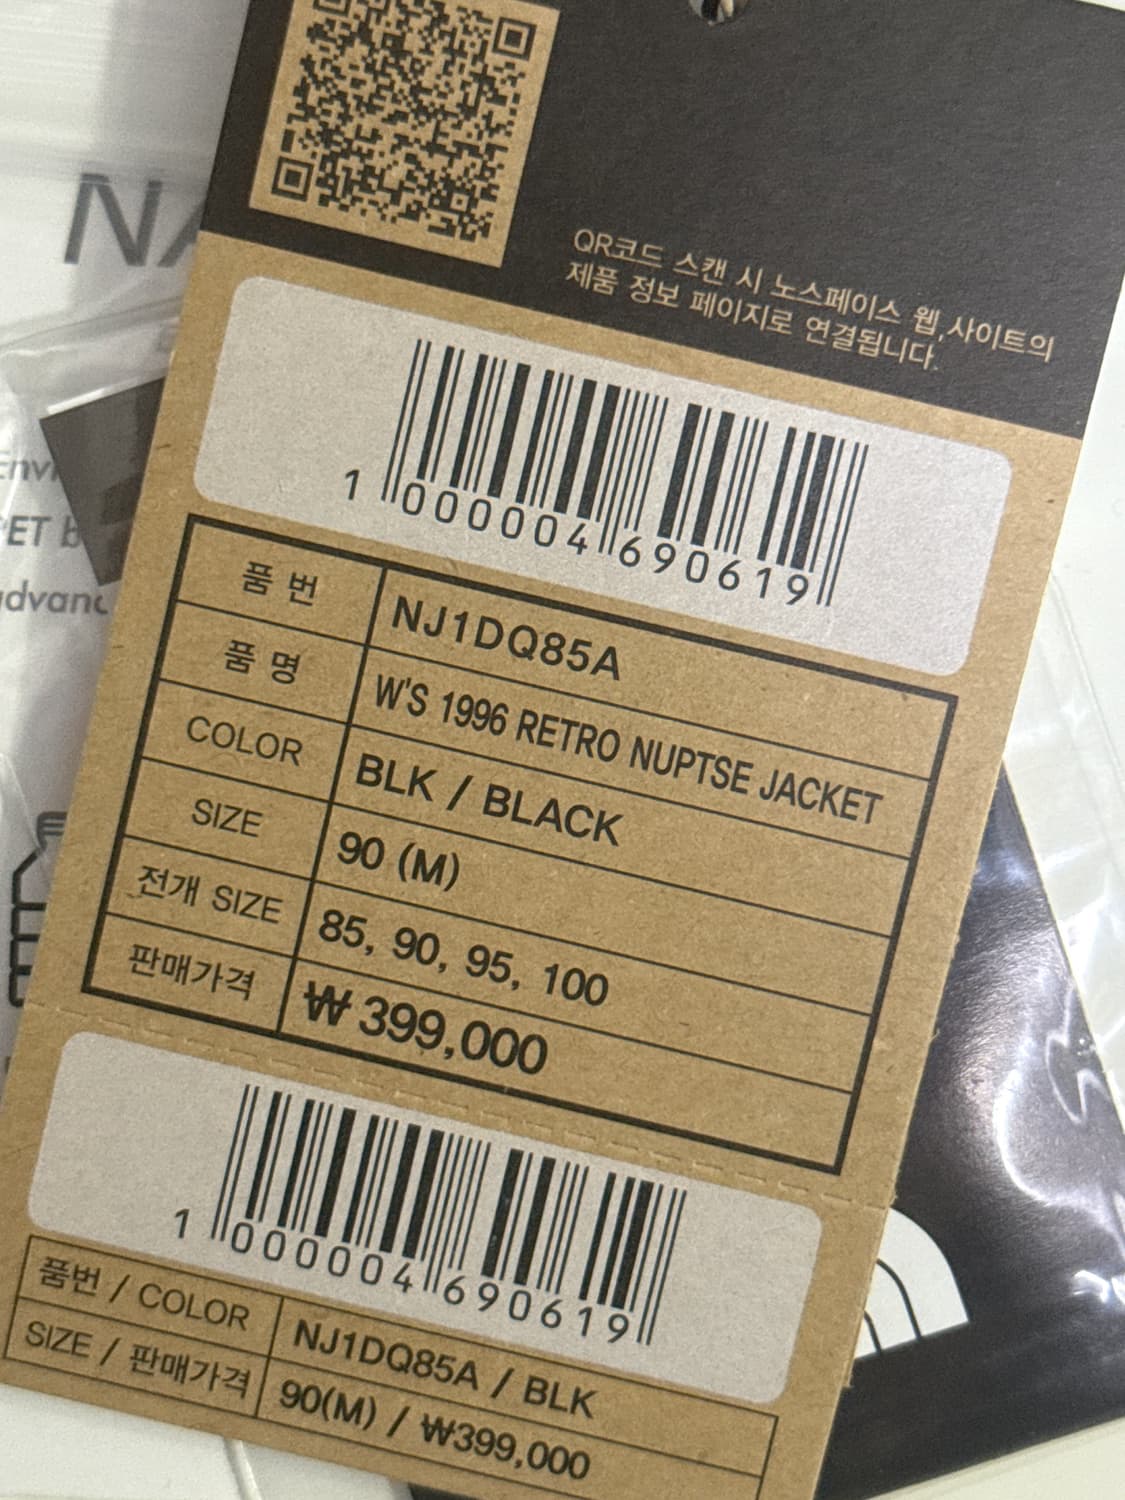 NA
QR코드 스캔 시 노스페이스 웹,사이트의
제품 정보 페이지로 연결됩니다.
1 000004 690619
품 번 NJ1DQ85A
품 명 W'S 1996 RETRO NUPTSE JACKET
COLOR BLK / BLACK
SIZE 90 (M)
전개 SIZE 85, 90, 95, 100
판매가격 ₩399,000
1 000004 690619
품번 / COLOR NJ1DQ85A / BLK
SIZE / 판매가격 90(M) / ₩399,000